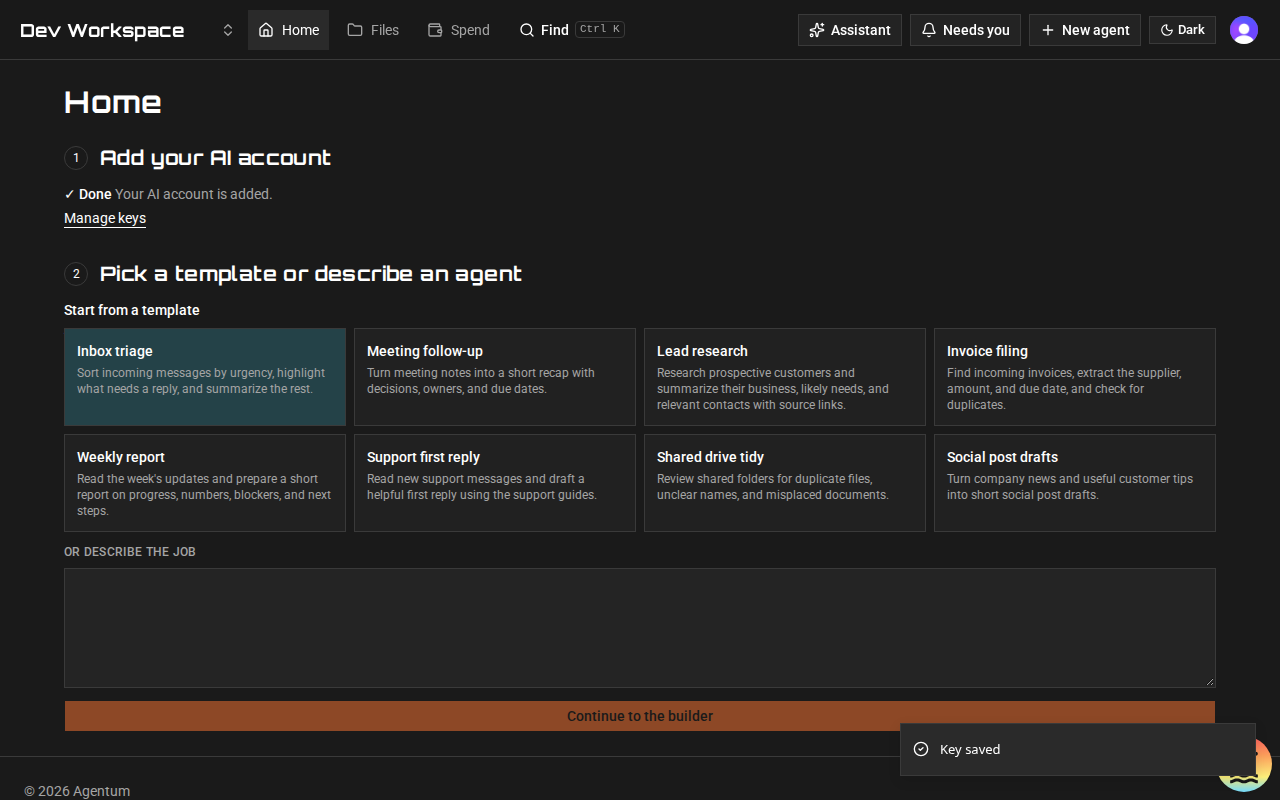 Dev Workspace
Home
Files
Spend
Find Ctrl K
Assistant
Needs you
New agent
Dark
Home
1 Add your AI account
✓ Done Your AI account is added.
Manage keys
2 Pick a template or describe an agent
Start from a template
Inbox triage
Sort incoming messages by urgency, highlight
what needs a reply, and summarize the rest.
Meeting follow-up
Turn meeting notes into a short recap with
decisions, owners, and due dates.
Lead research
Research prospective customers and
summarize their business, likely needs, and
relevant contacts with source links.
Invoice filing
Find incoming invoices, extract the supplier,
amount, and due date, and check for
duplicates.
Weekly report
Read the week's updates and prepare a short
report on progress, numbers, blockers, and next
steps.
Support first reply
Read new support messages and draft a
helpful first reply using the support guides.
Shared drive tidy
Review shared folders for duplicate files,
unclear names, and misplaced documents.
Social post drafts
Turn company news and useful customer tips
into short social post drafts.
OR DESCRIBE THE JOB
Continue to the builder
Key saved
© 2026 Agentum